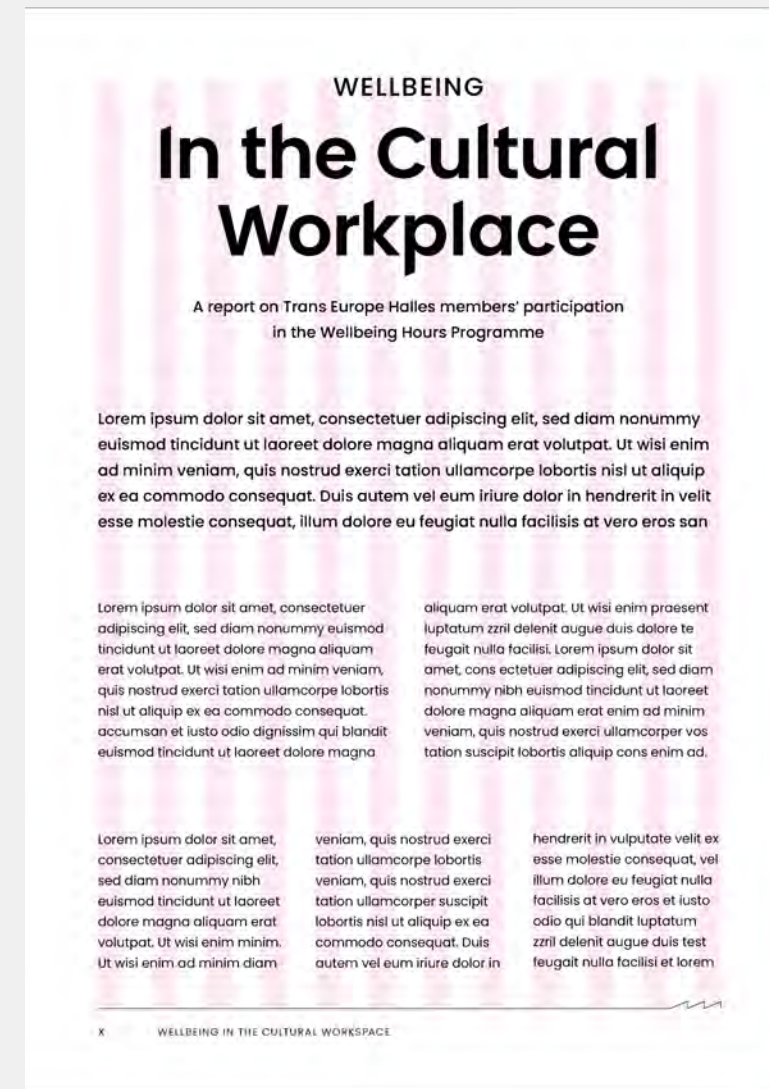 WELLBEING
In the Cultural
Workplace
A report on Trans Europe Halles members' participation
in the Wellbeing Hours Programme
Lorem ipsum dolor sit amet, consectetuer adipiscing elit, sed diam nonummy
euismod tincidunt ut laoreet dolore magna aliquam erat volutpat. Ut wisi enim
ad minim veniam, quis nostrud exerci tation ullamcorpe lobortis nisl ut aliquip
ex ea commodo consequat. Duis autem vel eum iriure dolor in hendrerit in velit
esse molestie consequat, illum dolore eu feugiat nulla facilisis at vero eros san
Lorem ipsum dolor sit amet, consectetuer
adipiscing elit, sed diam nonummy euismod
tincidunt ut laoreet dolore magna aliquam
erat volutpat. Ut wisi enim ad minim veniam,
quis nostrud exerci tation ullamcorpe lobortis
nisl ut aliquip ex ea commodo consequat.
accumsan et iusto odio dignissim qui blandit
euismod tincidunt ut laoreet dolore magna
aliquam erat volutpat. Ut wisi enim praesent
luptatum zzril delenit augue duis dolore te
feugait nulla facilisi. Lorem ipsum dolor sit
amet, cons ectetuer adipiscing elit, sed diam
nonummy nibh euismod tincidunt ut laoreet
dolore magna aliquam erat enim ad minim
veniam, quis nostrud exerci ullamcorper vos
tation suscipit lobortis aliquip cons enim ad.
Lorem ipsum dolor sit amet,
consectetuer adipiscing elit,
sed diam nonummy nibh
euismod tincidunt ut laoreet
dolore magna aliquam erat
volutpat. Ut wisi enim minim.
Ut wisi enim ad minim diam
veniam, quis nostrud exerci
tation ullamcorpe lobortis
veniam, quis nostrud exerci
tation ullamcorper suscipit
lobortis nisl ut aliquip ex ea
commodo consequat. Duis
autem vel eum iriure dolor in
hendrerit in vulputate velit ex
esse molestie consequat, vel
illum dolore eu feugiat nulla
facilisis at vero eros et iusto
odio qui blandit luptatum
zzril delenit augue duis test
feugait nulla facilisi et lorem
X WELLBEING IN THE CULTURAL WORKSPACE